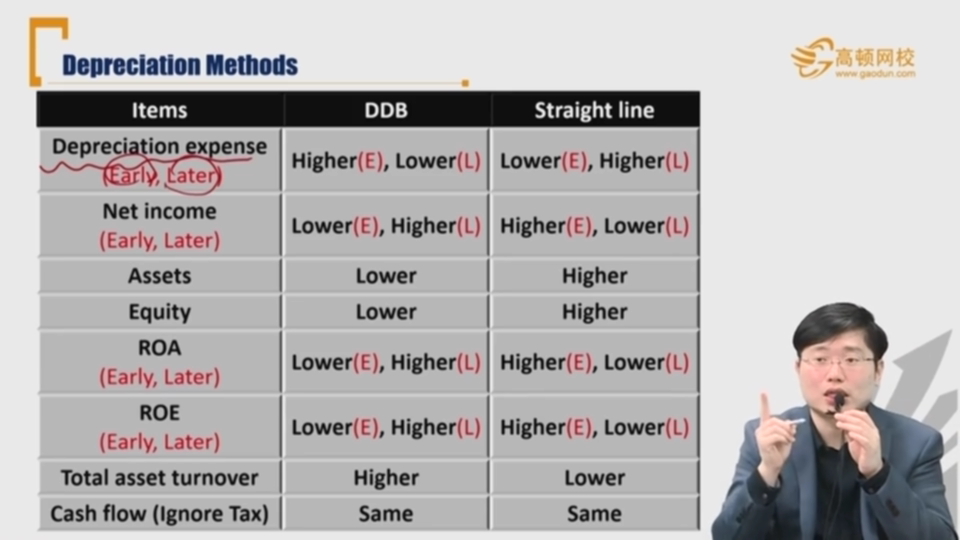 Depreciation Methods
高顿网校
www.gaodun.com
Items DDB Straight line
Depreciation expense
(Early, Later) Higher(E), Lower(L) Lower(E), Higher(L)
Net income
(Early, Later) Lower(E), Higher(L) Higher(E), Lower(L)
Assets Lower Higher
Equity Lower Higher
ROA
(Early, Later) Lower(E), Higher(L) Higher(E), Lower(L)
ROE
(Early, Later) Lower(E), Higher(L) Higher(E), Lower(L)
Total asset turnover Higher Lower
Cash flow (Ignore Tax) Same Same